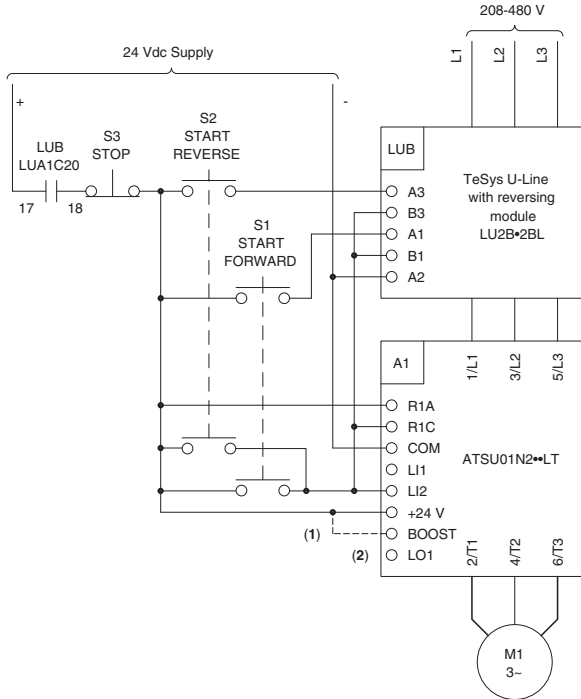 208-480 V
L1
L2
L3
24 Vdc Supply
+
-
S2
START
REVERSE
S3
STOP
LUB
LUA1C20
17
18
S1
START
FORWARD
LUB
TeSys U-Line
with reversing
module
LU2B•2BL
A3
B3
A1
B1
A2
A1
1/L1
3/L2
5/L3
R1A
R1C
COM
ATSU01N2••LT
LI1
LI2
+24 V
(1)
BOOST
(2)
LO1
2/T1
4/T2
6/T3
M1
3~